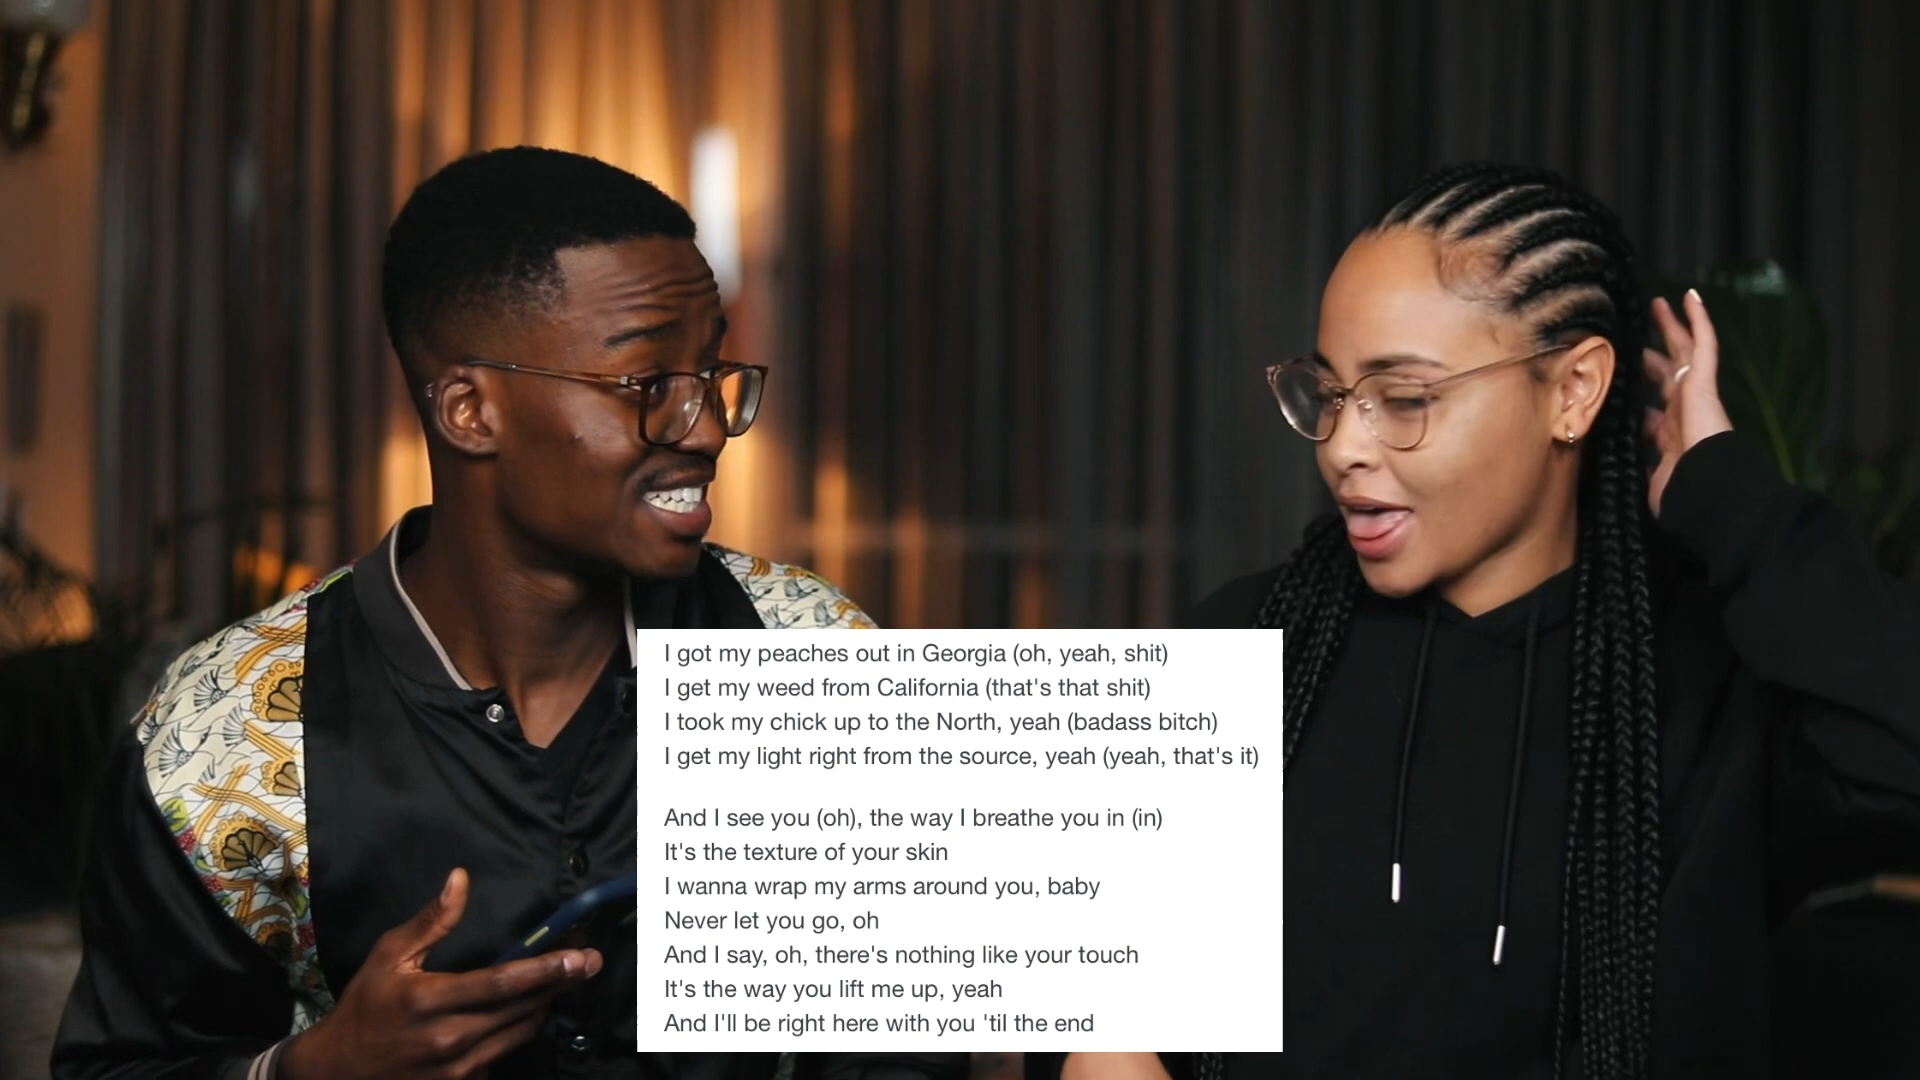 I got my peaches out in Georgia (oh, yeah, shit)
I get my weed from California (that's that shit)
I took my chick up to the North, yeah (badass bitch)
I get my light right from the source, yeah (yeah, that's it)
And I see you (oh), the way I breathe you in (in)
It's the texture of your skin
I wanna wrap my arms around you, baby
Never let you go, oh
And I say, oh, there's nothing like your touch
It's the way you lift me up, yeah
And I'll be right here with you 'til the end